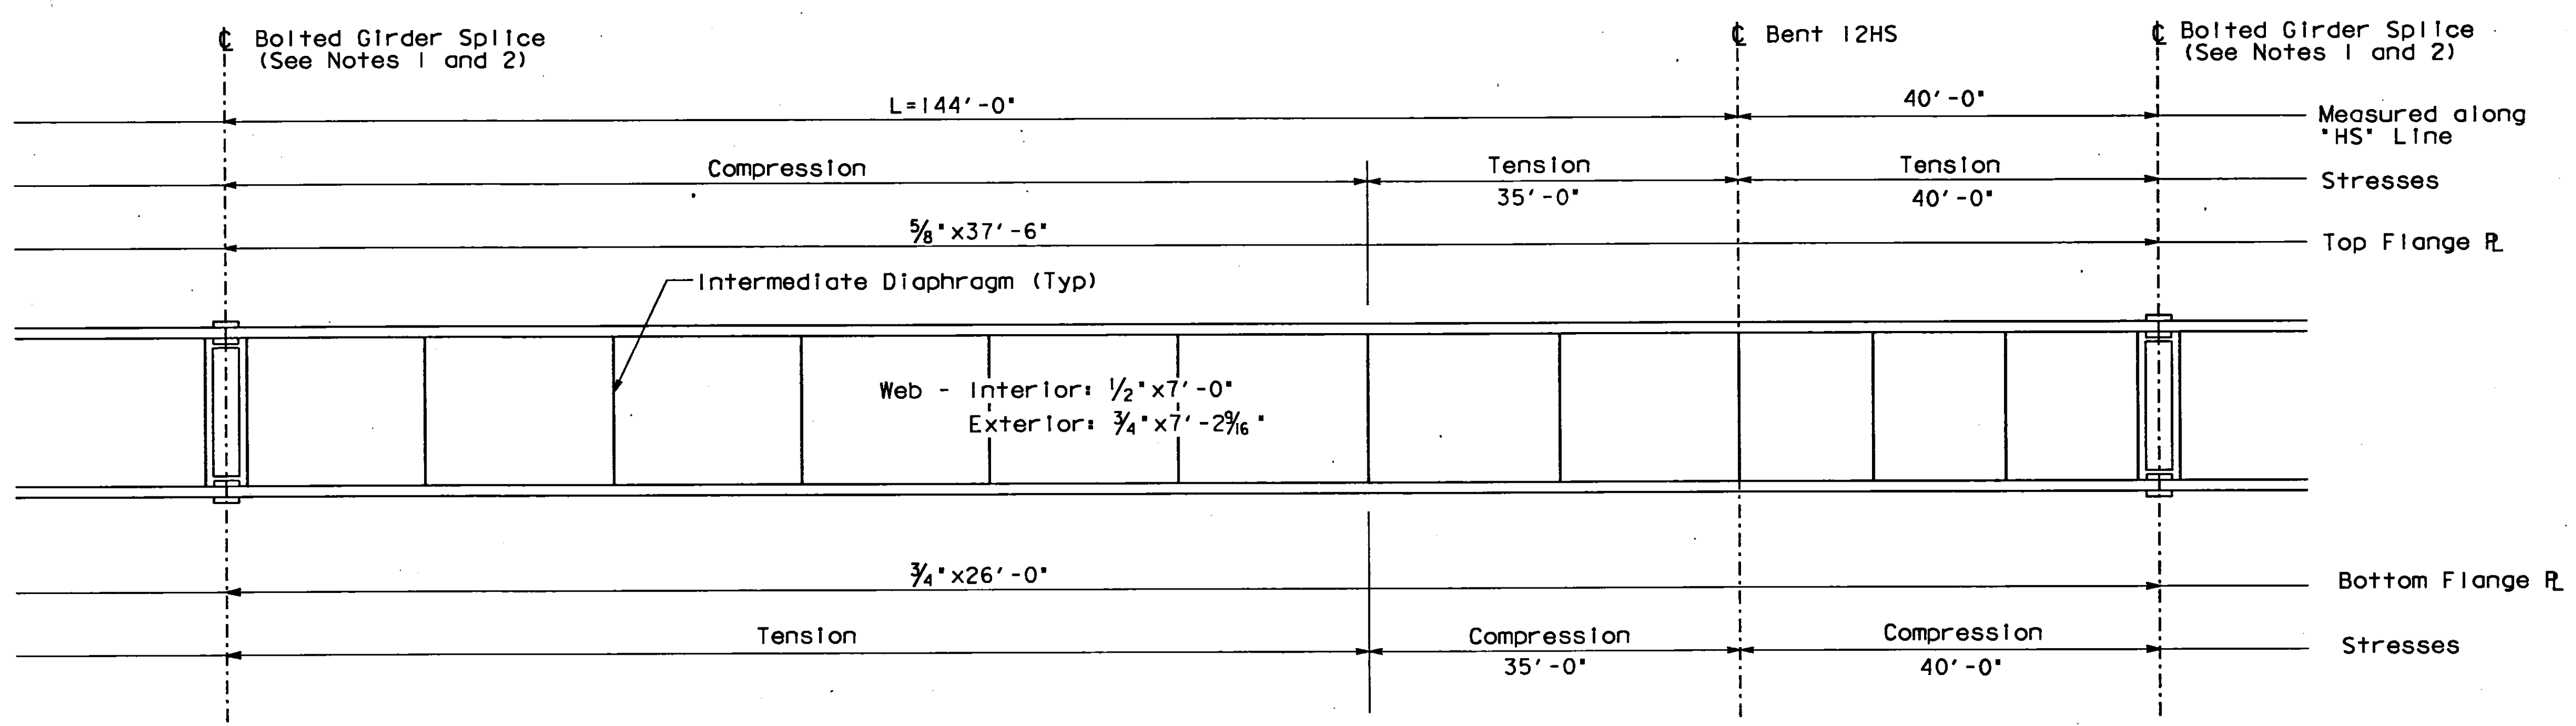 ℄ Bolted Girder Splice
(See Notes 1 and 2)
℄ Bent 12HS
℄ Bolted Girder Splice
(See Notes 1 and 2)
L=144'-0"
40'-0"
Measured along
"HS" Line
Compression
Tension
Tension
35'-0"
40'-0"
Stresses
5/8"x37'-6"
Top Flange ⅊
Intermediate Diaphragm (Typ)
Web - Interior: 1/2"x7'-0"
Exterior: 3/4"x7'-2 9/16"
3/4"x26'-0"
Bottom Flange ⅊
Tension
Compression
Compression
35'-0"
40'-0"
Stresses